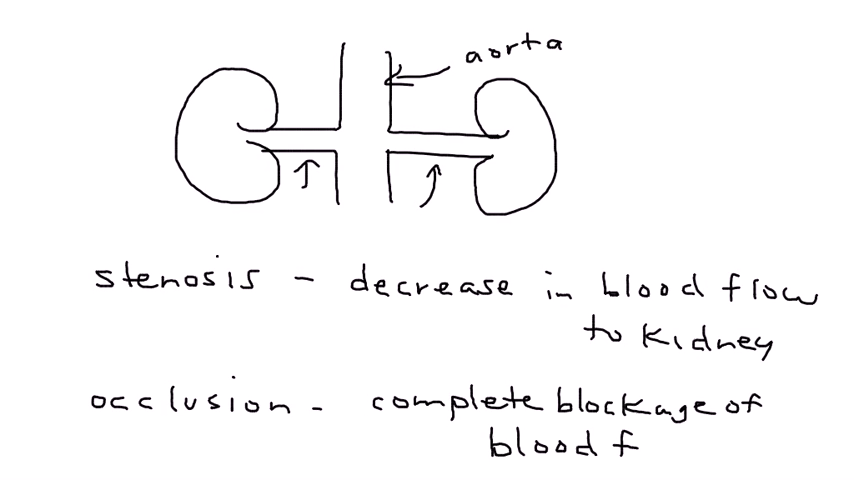 aorta
stenosis - decrease in blood flow
to kidney
occlusion - complete blockage of
blood f